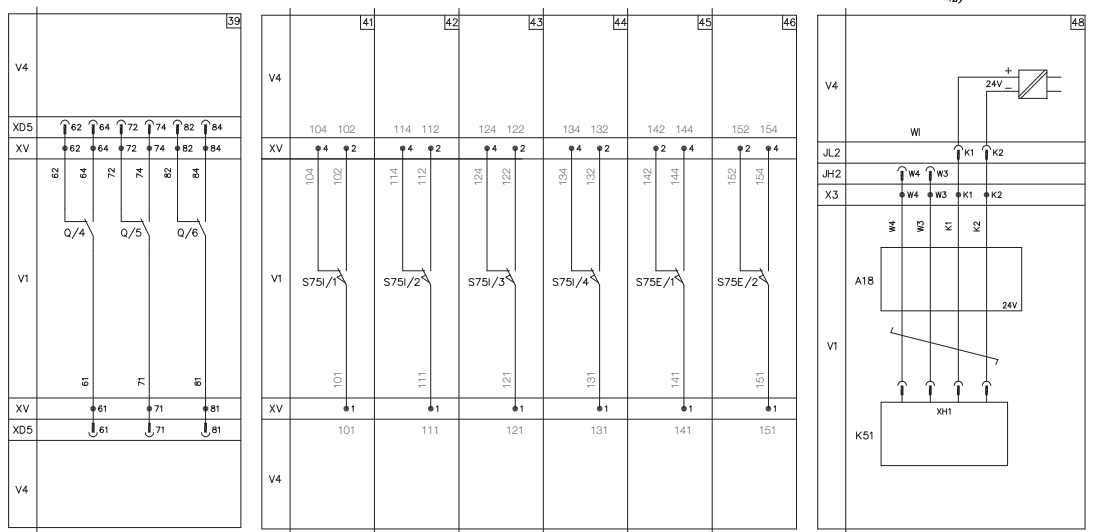 39
V4
XD5 62 64 72 74 82 84
XV 62 64 72 74 82 84
62 64 72 74 82 84
Q/4 Q/5 Q/6
V1
61 71 81
XV 61 71 81
XD5 61 71 81
V4
41 42 43 44 45 46
V4
104 102 114 112 124 122 134 132 142 144 152 154
XV 4 2 4 2 4 2 4 2 2 4 2 4
104 102 114 112 124 122 134 132 142 144 152 154
V1 S75I/1 S75I/2 S75I/3 S75I/4 S75E/1 S75E/2
101 111 121 131 141 151
XV 1 1 1 1 1 1
101 111 121 131 141 151
V4
48
V4
+
24V −
WI
JL2 K1 K2
JH2 W4 W3
X3 W4 W3 K1 K2
W4 W3 K1 K2
A18
24V
V1
XH1
K51